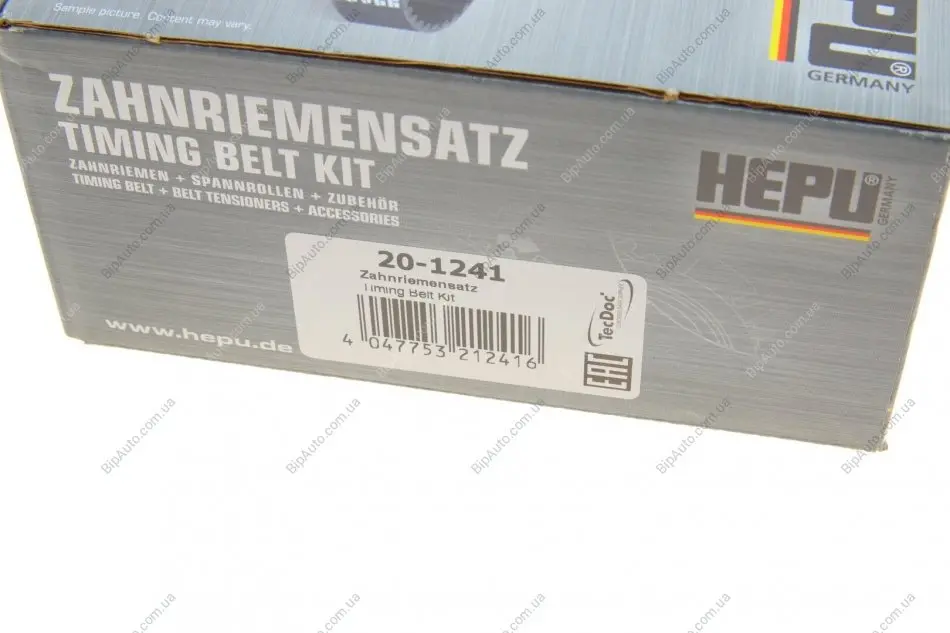 Sample picture. Content may vary.
PU®
GERMANY
ZAHNRIEMENSATZ
TIMING BELT KIT
ZAHNRIEMEN + SPANNROLLEN + ZUBEHÖR
TIMING BELT + BELT TENSIONERS + ACCESSORIES
HEPU®
GERMANY
20-1241
Zahnriemensatz
Timing Belt Kit
4 047753 212416
TecDoc
EAC
www.hepu.de
BipAuto.com.ua